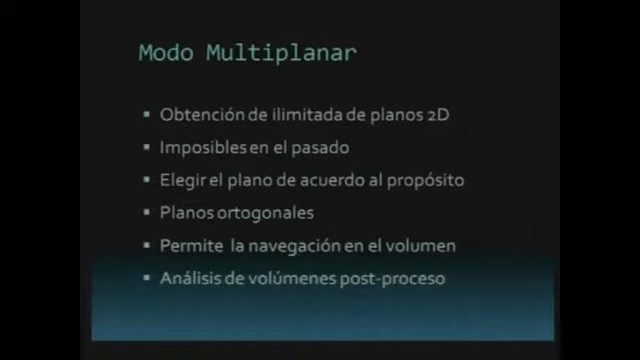 Modo Multiplanar
Obtención de ilimitada de planos 2D
Imposibles en el pasado
Elegir el plano de acuerdo al propósito
Planos ortogonales
Permite la navegación en el volumen
Análisis de volúmenes post-proceso